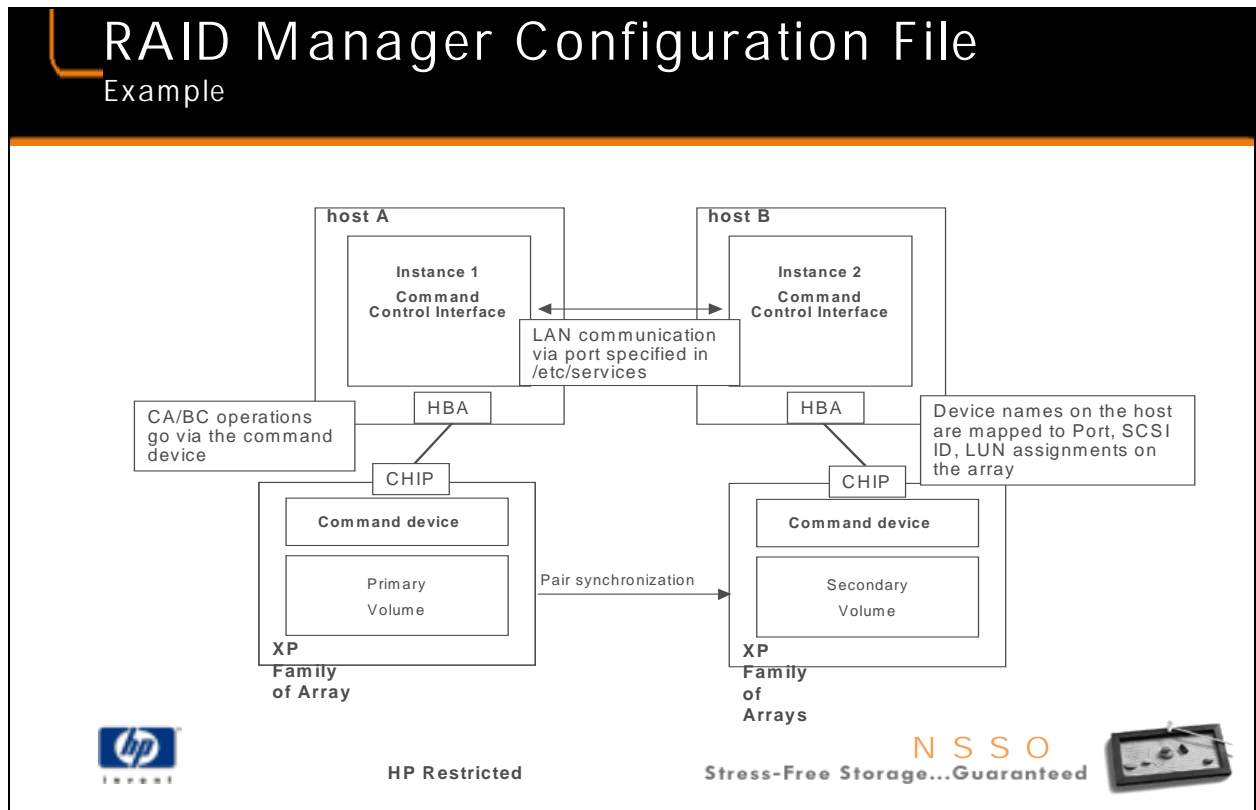 RAID Manager Configuration File
Example
host A
Instance 1
Command
Control Interface
HBA
host B
Instance 2
Command
Control Interface
HBA
LAN communication
via port specified in
/etc/services
CA/BC operations
go via the command
device
Device names on the host
are mapped to Port, SCSI
ID, LUN assignments on
the array
CHIP
Command device
Primary
Volume
XP
Family
of Array
Pair synchronization
CHIP
Command device
Secondary
Volume
XP
Family
of
Arrays
hp
invent
HP Restricted
NSSO
Stress-Free Storage...Guaranteed